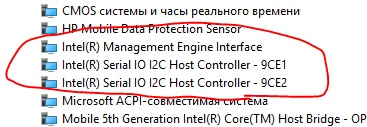 CMOS системы и часы реального времени
HP Mobile Data Protection Sensor
Intel(R) Management Engine Interface
Intel(R) Serial IO I2C Host Controller - 9CE1
Intel(R) Serial IO I2C Host Controller - 9CE2
Microsoft ACPI-совместимая система
Mobile 5th Generation Intel(R) Core(TM) Host Bridge - OP